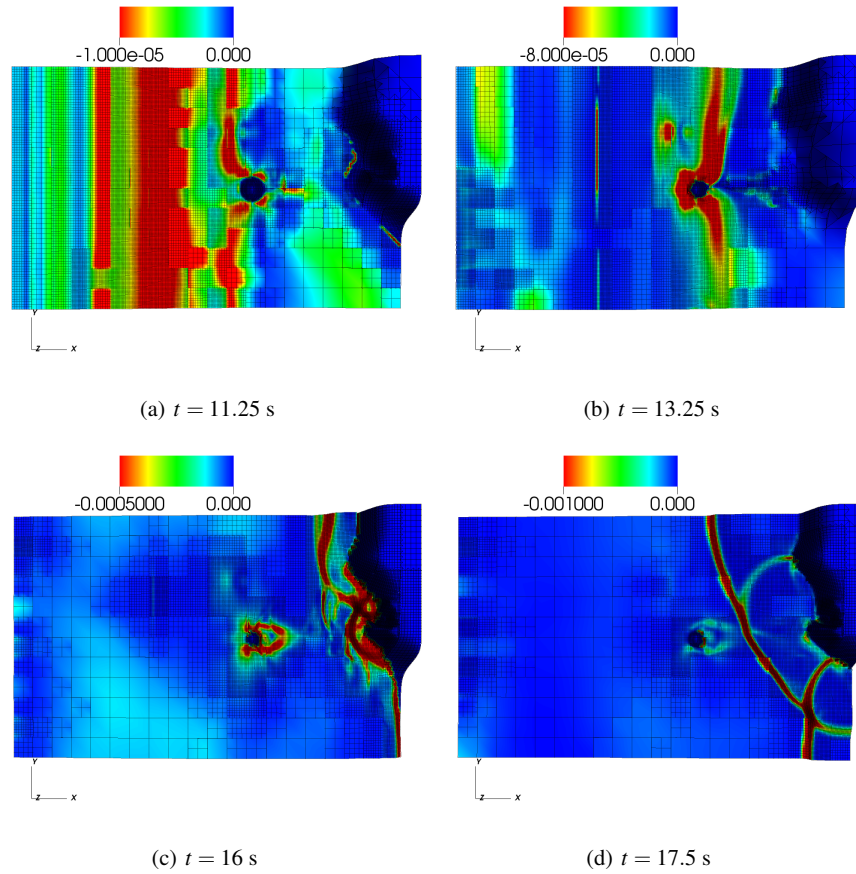 -1.000e-05 0.000
-8.000e-05 0.000
Y
Z X
Y
Z X
(a) t = 11.25 s
(b) t = 13.25 s
-0.0005000 0.000
-0.001000 0.000
Y
Z X
Y
Z X
(c) t = 16 s
(d) t = 17.5 s